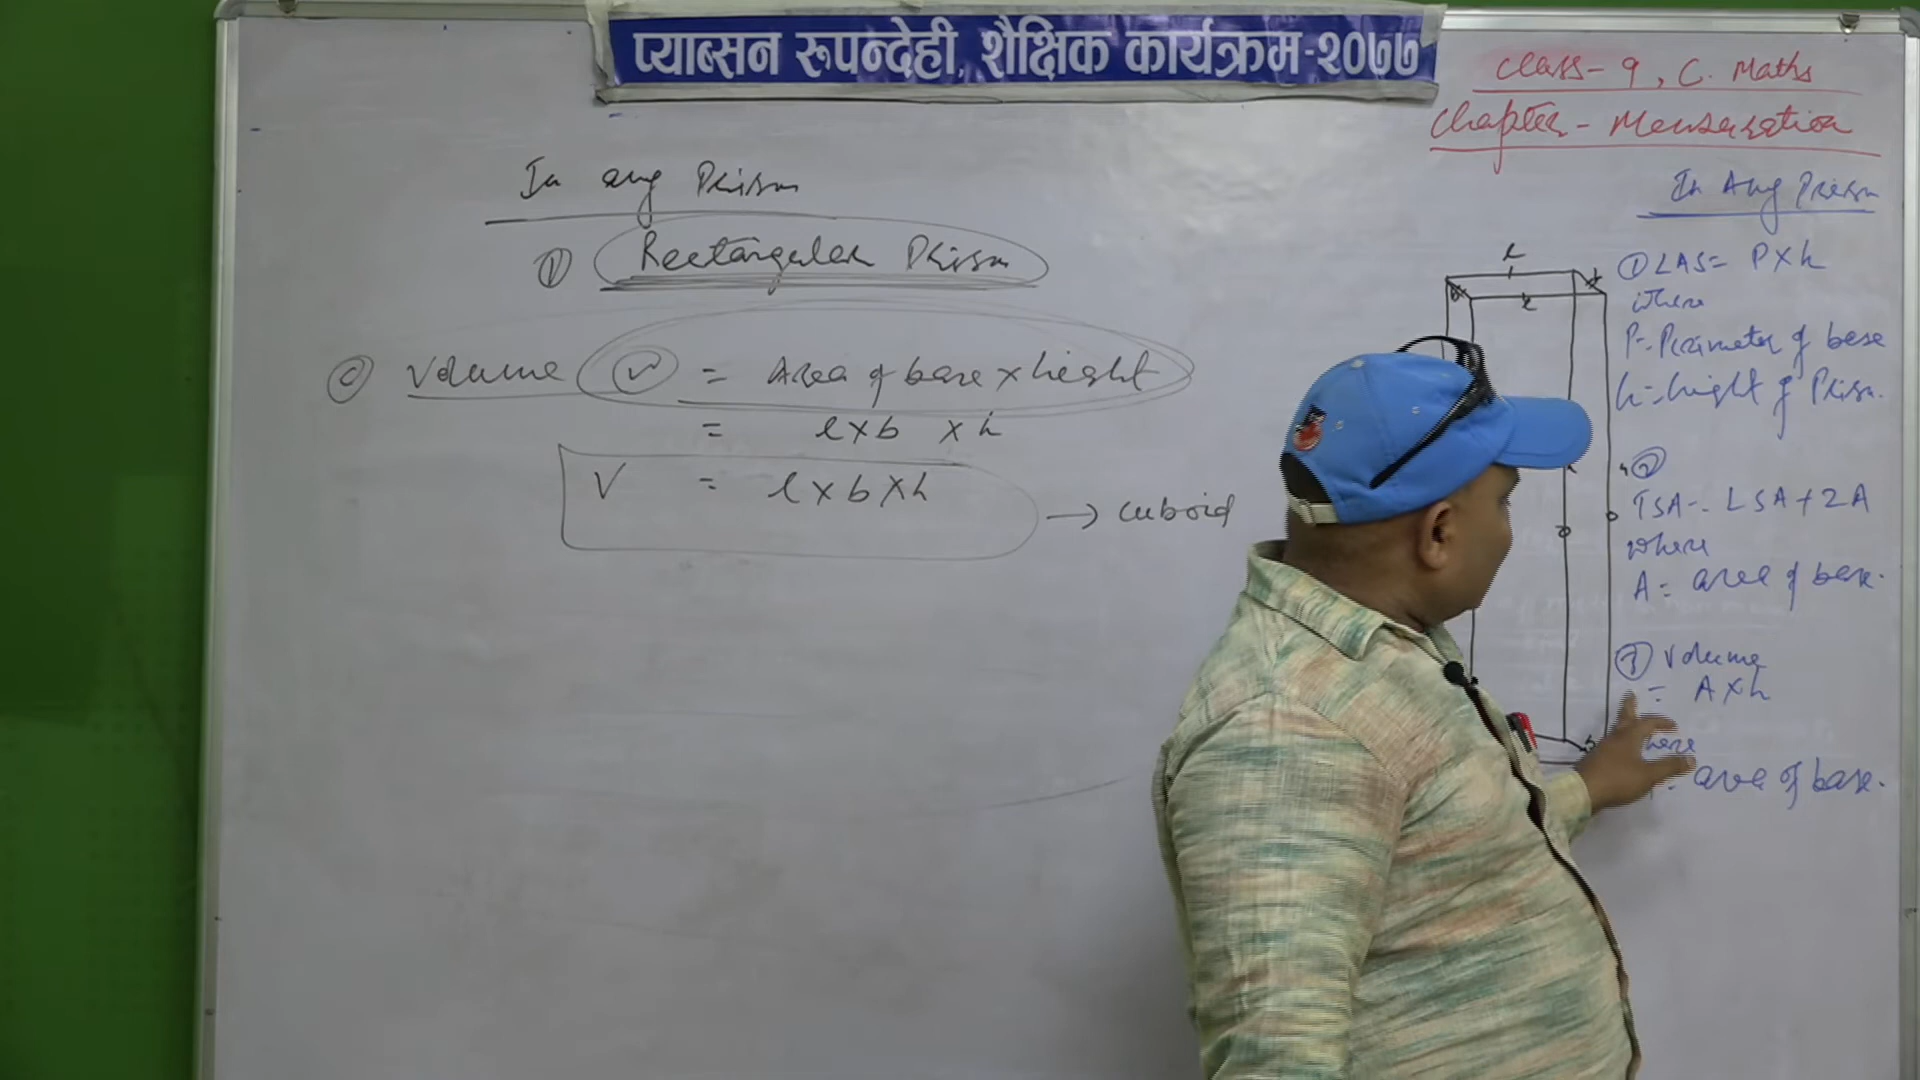 प्याब्सन रूपन्देही, शैक्षिक कार्यक्रम-२०७७
Class-9, C. Maths
Chapter-Mensuration
In any Prism
① Rectangular Prism
© Volume (V) = Area of base × height
= l×b ×h
V = l×b×h → cuboid
In Any Prism
① LAS= P×h
where
P=Perimeter of base
h=hight of Prism.
②
TSA=LSA+2A
where
A= area of base.
Volume
= A×h
here
= area of base.
l
l
b